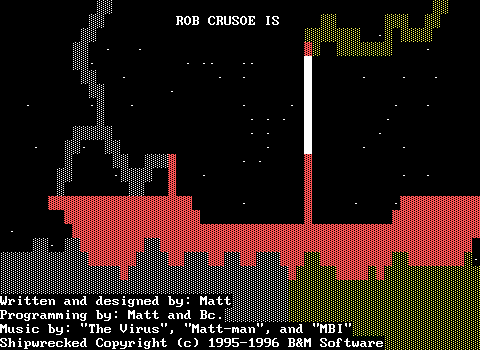 ROB CRUSOE IS
Written and designed by: Matt
Programming by: Matt and Bc.
Music by: "The Virus", "Matt-man", and "MBI"
Shipwrecked Copyright (c) 1995-1996 B&M Software